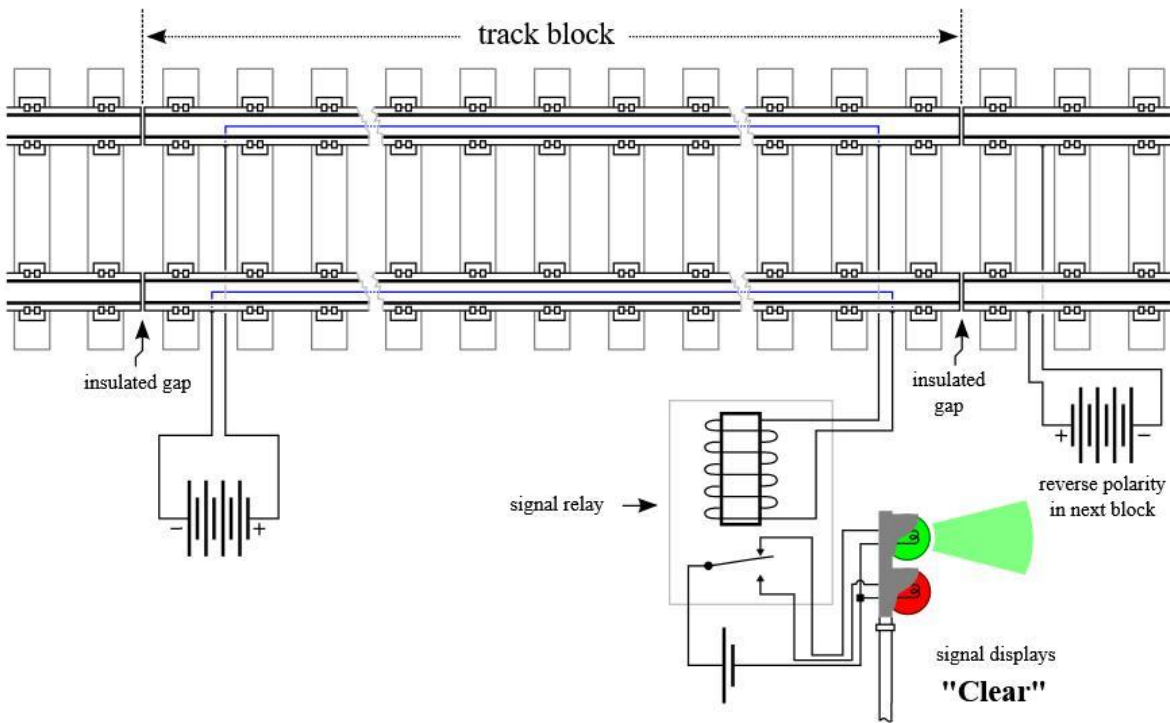 track block
insulated gap
insulated
gap
− +
+ −
reverse polarity
in next block
signal relay
signal displays
"Clear"